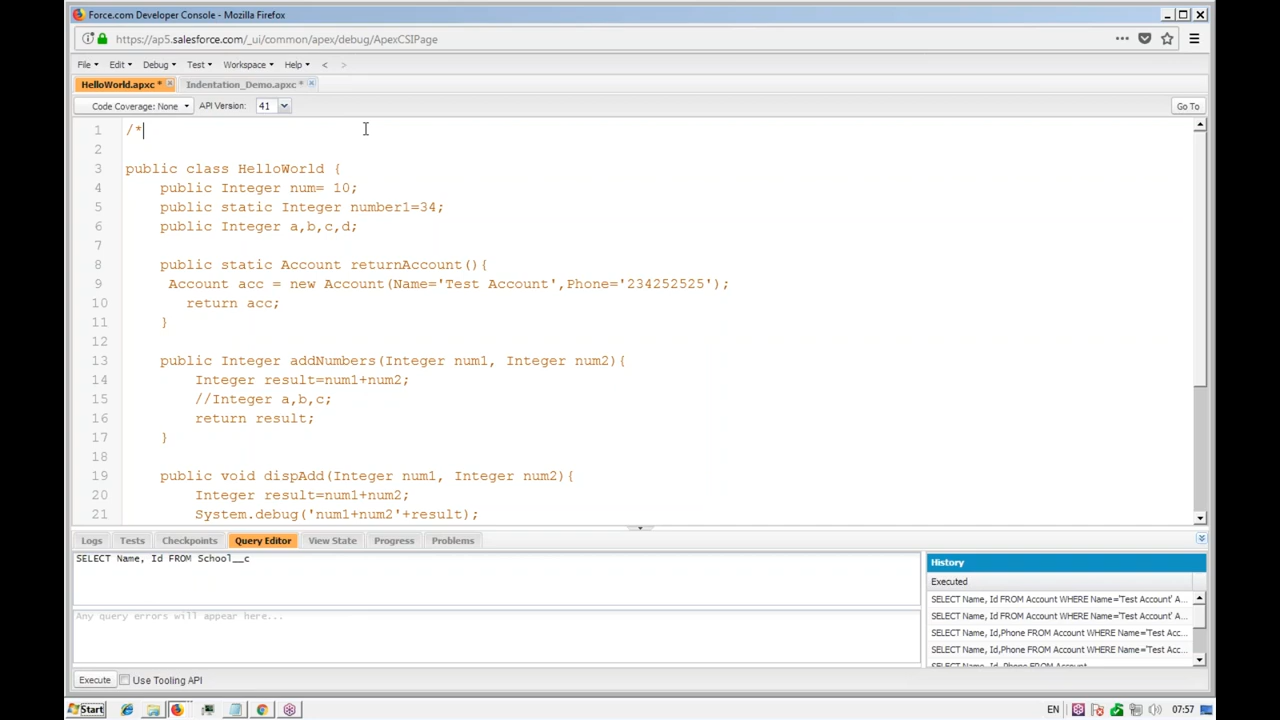 Force.com Developer Console - Mozilla Firefox
https://ap5.salesforce.com/_ui/common/apex/debug/ApexCSIPage
File Edit Debug Test Workspace Help < >
HelloWorld.apxc * Indentation_Demo.apxc *
Code Coverage: None API Version: 41 Go To
1 /*
2
3 public class HelloWorld {
4 public Integer num= 10;
5 public static Integer number1=34;
6 public Integer a,b,c,d;
7
8 public static Account returnAccount(){
9 Account acc = new Account(Name='Test Account',Phone='234252525');
10 return acc;
11 }
12
13 public Integer addNumbers(Integer num1, Integer num2){
14 Integer result=num1+num2;
15 //Integer a,b,c;
16 return result;
17 }
18
19 public void dispAdd(Integer num1, Integer num2){
20 Integer result=num1+num2;
21 System.debug('num1+num2'+result);
Logs Tests Checkpoints Query Editor View State Progress Problems
SELECT Name, Id FROM School__c
Any query errors will appear here...
History
Executed
SELECT Name, Id FROM Account WHERE Name='Test Account' A...
SELECT Name, Id FROM Account WHERE Name='Test Account' A...
SELECT Name, Id,Phone FROM Account WHERE Name='Test Acc...
SELECT Name, Id,Phone FROM Account WHERE Name='Test Acc...
SELECT Name, Id, Phone FROM Account
Execute Use Tooling API
Start EN 07:57